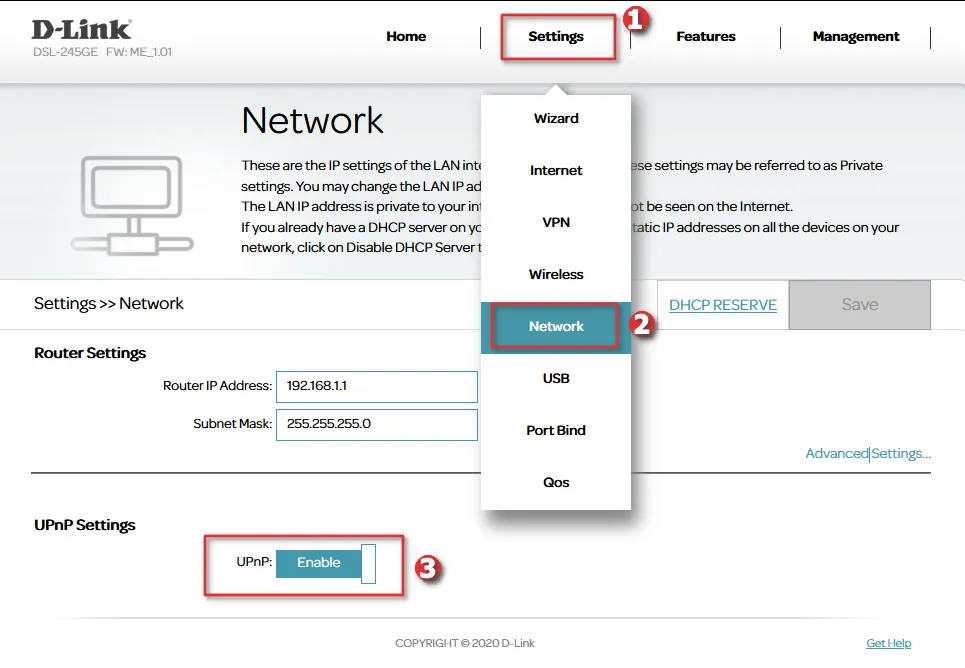 D-Link
DSL-245GE FW: ME_1.01
Home
Settings
1
Features
Management
Wizard
Internet
VPN
Wireless
Network
2
USB
Port Bind
Qos
Network
These are the IP settings of the LAN inte ese settings may be referred to as Private
settings. You may change the LAN IP ad
The LAN IP address is private to your int ot be seen on the Internet.
If you already have a DHCP server on yo tatic IP addresses on all the devices on your
network, click on Disable DHCP Server t
Settings >> Network
DHCP RESERVE
Save
Router Settings
Router IP Address: 192.168.1.1
Subnet Mask: 255.255.255.0
Advanced Settings...
UPnP Settings
UPnP: Enable
3
COPYRIGHT © 2020 D-Link
Get Help